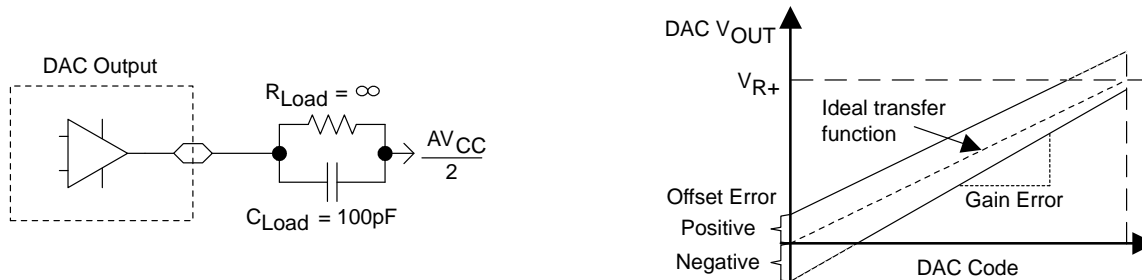 DAC Output
RLoad = ∞
AVCC
2
CLoad = 100pF
DAC VOUT
VR+
Ideal transfer
function
Offset Error
Positive
Negative
Gain Error
DAC Code